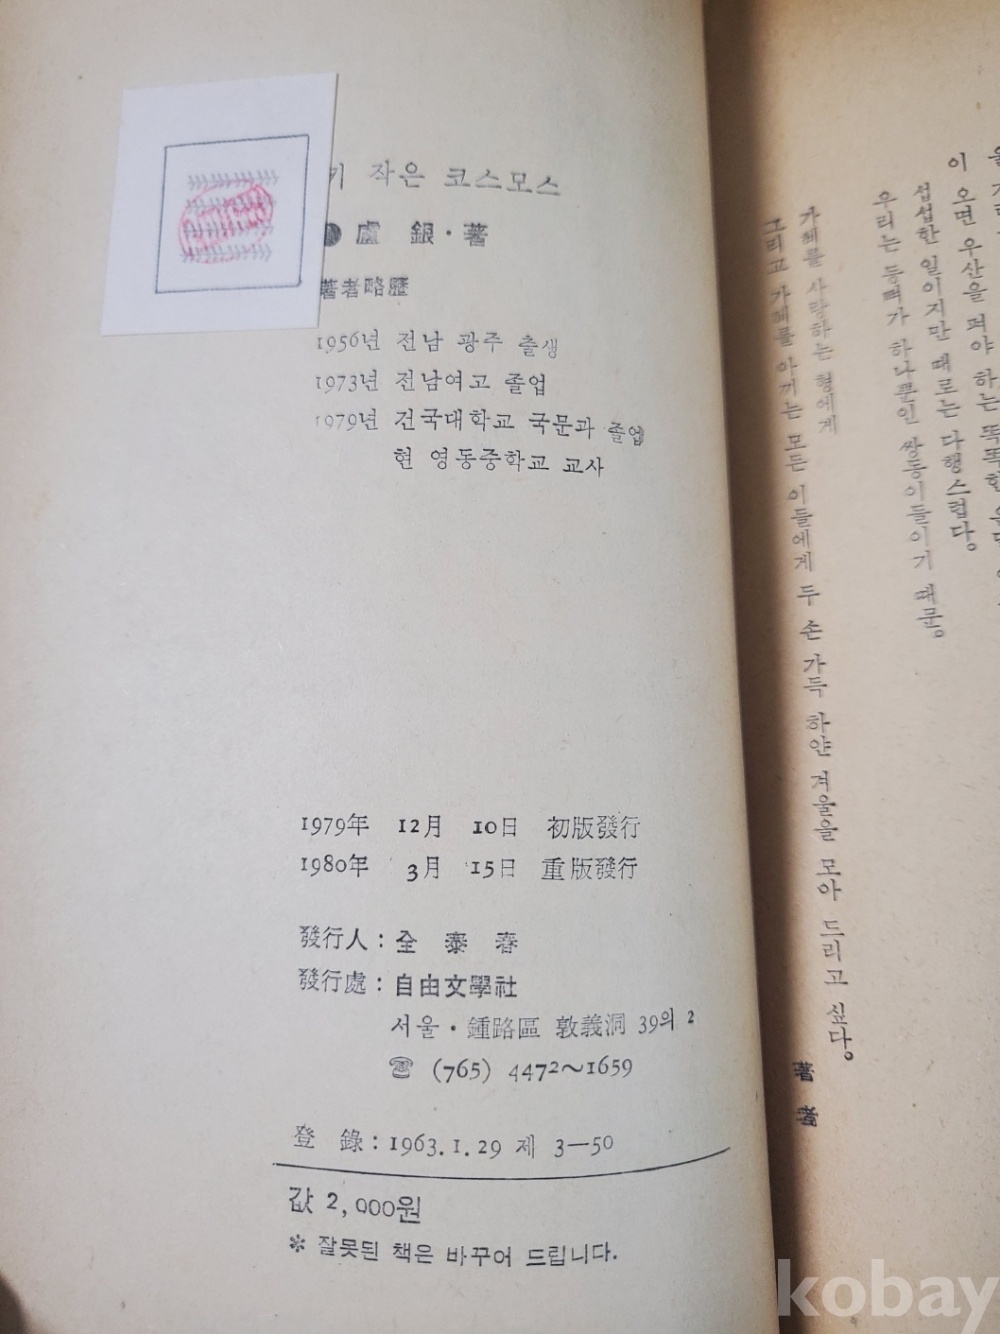 키 작은 코스모스
● 盧 銀·著
著者略歷
1956년 전남 광주 출생
1973년 전남여고 졸업
1979년 건국대학교 국문과 졸업
현 영동중학교 교사
1979年 12月 10日 初版發行
1980年 3月 15日 重版發行
發行人: 全 泰 春
發行處: 自由文學社
서울·鍾路區 敦義洞 39의 2
☎ (765) 4472~1659
登 錄: 1963.1.29 제 3—50
값 2,000원
※ 잘못된 책은 바꾸어 드립니다.
이 오면 우산을 펴야 하는 똑똑한
섭섭한 일이지만 때로는 다행스럽다.
우리는 등뼈가 하나뿐인 쌍동이들이기 때문.
가혜를 사랑하는 형에게
그리고 가혜를 아끼는 모든 이들에게 두 손 가득 하얀 겨울을 모아 드리고 싶다.
著者
kobay